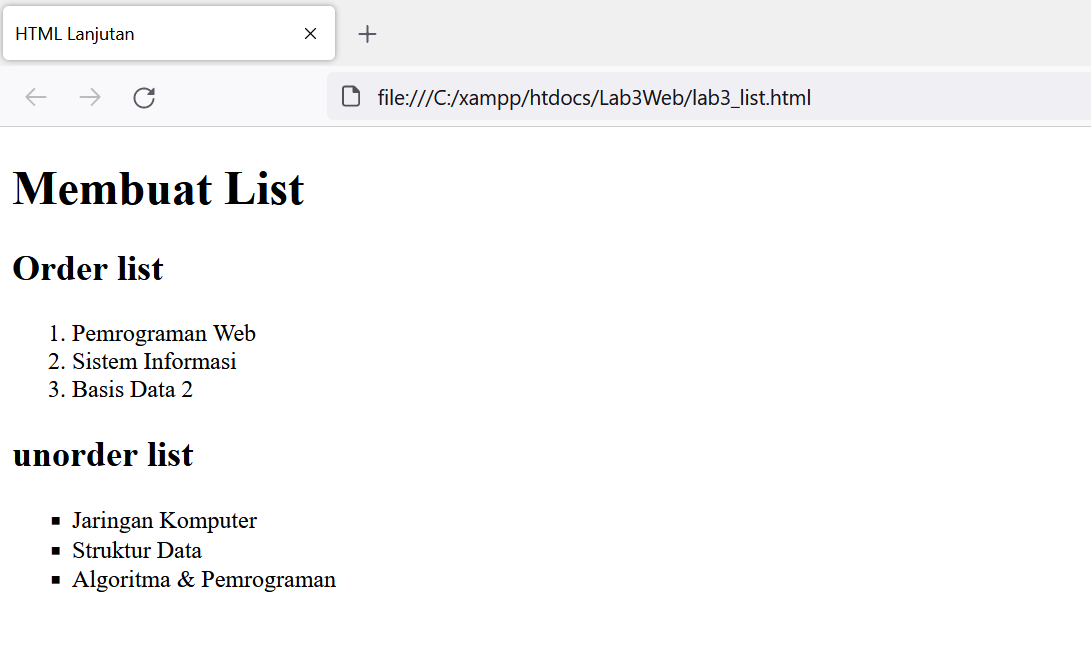 HTML Lanjutan
file:///C:/xampp/htdocs/Lab3Web/lab3_list.html
Membuat List
Order list
1. Pemrograman Web
2. Sistem Informasi
3. Basis Data 2
unorder list
▪ Jaringan Komputer
▪ Struktur Data
▪ Algoritma & Pemrograman